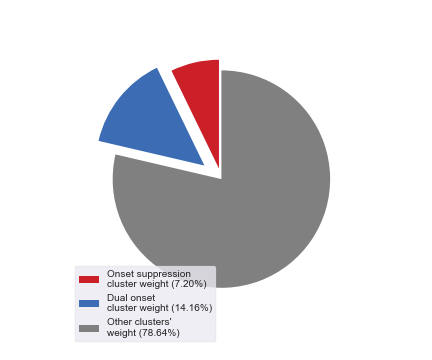 Onset suppression
cluster weight (7.20%)
Dual onset
cluster weight (14.16%)
Other clusters'
weight (78.64%)